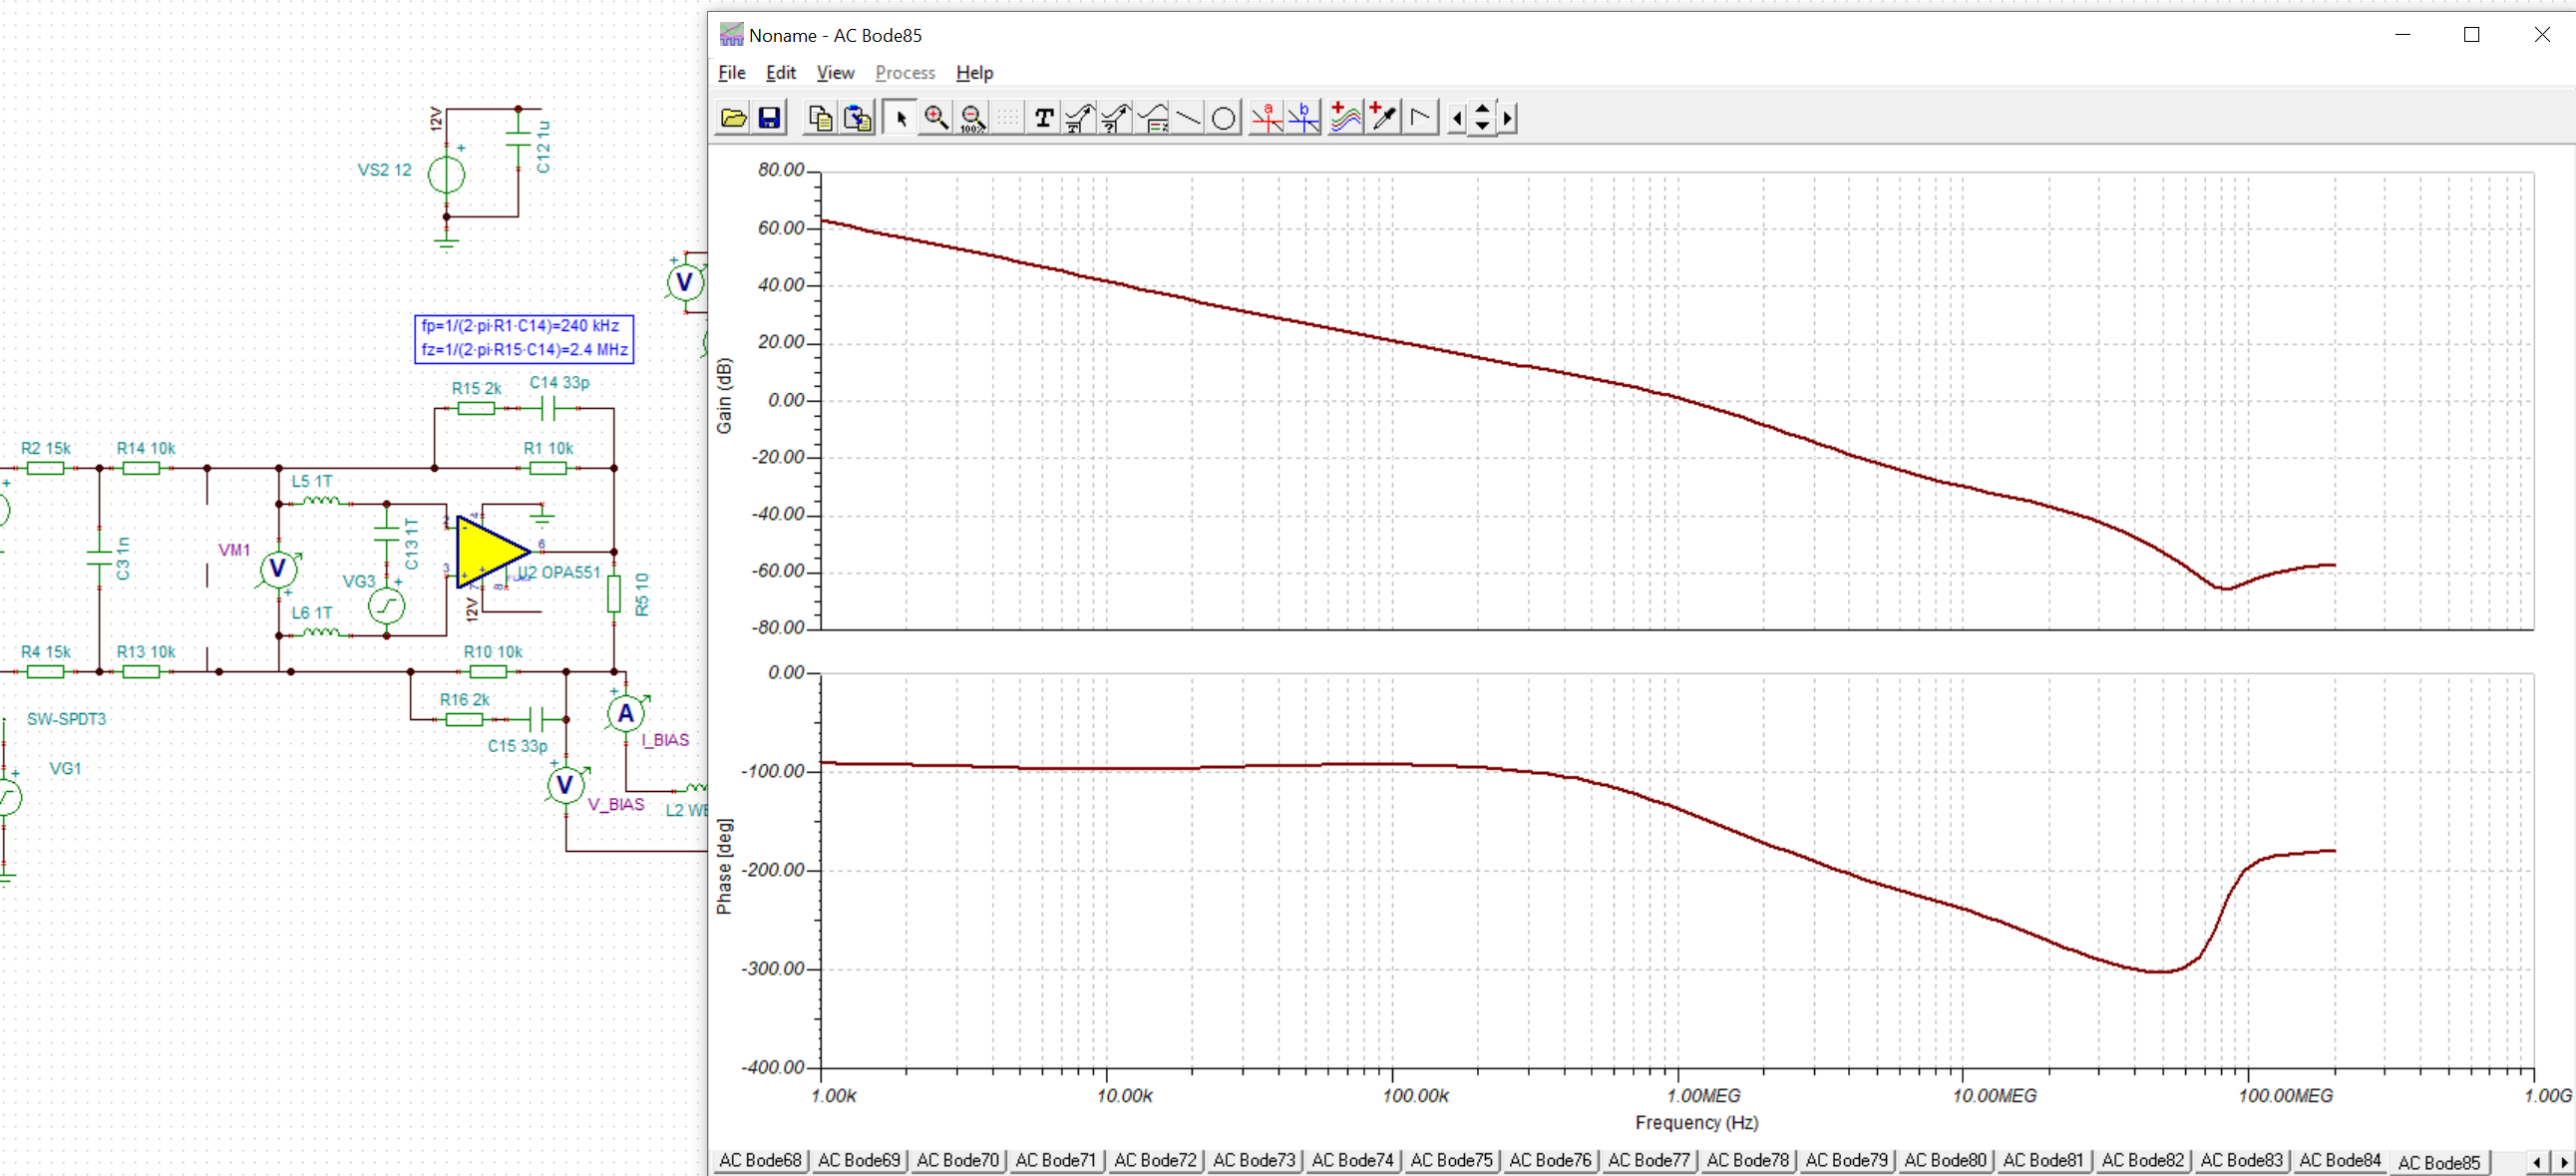 Noname - AC Bode85
File Edit View Process Help
T
T
?
100%
a
b
12V
VS2 12
+
C12 1u
+
V
fp=1/(2·pi·R1·C14)=240 kHz
fz=1/(2·pi·R15·C14)=2.4 MHz
R15 2k
C14 33p
R2 15k
R14 10k
R1 10k
L5 1T
+
C3 1n
VM1
V
+
C13 1T
VG3
+
2
4
3
6
7
8
12V
U2 OPA551
R5 10
L6 1T
R4 15k
R13 10k
R10 10k
R16 2k
C15 33p
+
A
I_BIAS
SW-SPDT3
VG1
+
+
V
V_BIAS
L2 WE
Gain (dB)
80.00
60.00
40.00
20.00
0.00
-20.00
-40.00
-60.00
-80.00
Phase [deg]
0.00
-100.00
-200.00
-300.00
-400.00
1.00k 10.00k 100.00k 1.00MEG 10.00MEG 100.00MEG 1.00G
Frequency (Hz)
AC Bode68 AC Bode69 AC Bode70 AC Bode71 AC Bode72 AC Bode73 AC Bode74 AC Bode75 AC Bode76 AC Bode77 AC Bode78 AC Bode79 AC Bode80 AC Bode81 AC Bode82 AC Bode83 AC Bode84 AC Bode85